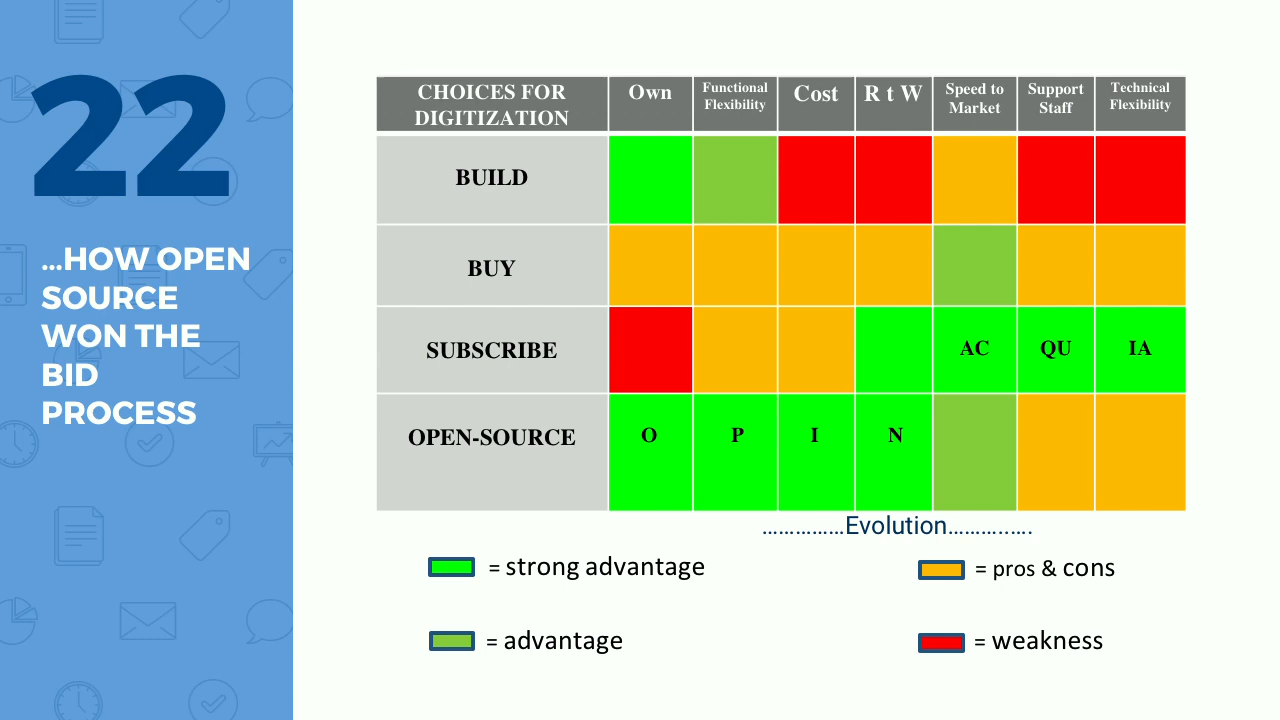 22
...HOW OPEN
SOURCE
WON THE
BID
PROCESS
CHOICES FOR
DIGITIZATION
Own
Functional
Flexibility
Cost
R t W
Speed to
Market
Support
Staff
Technical
Flexibility
BUILD
BUY
SUBSCRIBE
AC
QU
IA
OPEN-SOURCE
O
P
I
N
……………Evolution………..….
= strong advantage
= pros & cons
= advantage
= weakness